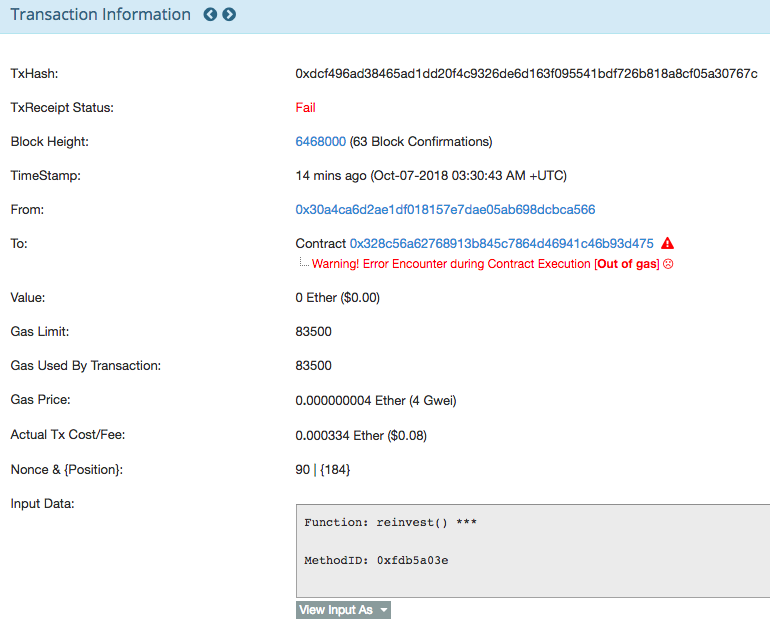 Transaction Information
TxHash: 0xdcf496ad38465ad1dd20f4c9326de6d163f095541bdf726b818a8cf05a30767c
TxReceipt Status: Fail
Block Height: 6468000 (63 Block Confirmations)
TimeStamp: 14 mins ago (Oct-07-2018 03:30:43 AM +UTC)
From: 0x30a4ca6d2ae1df018157e7dae05ab698dcbca566
To: Contract 0x328c56a62768913b845c7864d46941c46b93d475
Warning! Error Encounter during Contract Execution [Out of gas]
Value: 0 Ether ($0.00)
Gas Limit: 83500
Gas Used By Transaction: 83500
Gas Price: 0.000000004 Ether (4 Gwei)
Actual Tx Cost/Fee: 0.000334 Ether ($0.08)
Nonce & {Position}: 90 | {184}
Input Data:
Function: reinvest() ***
MethodID: 0xfdb5a03e
View Input As